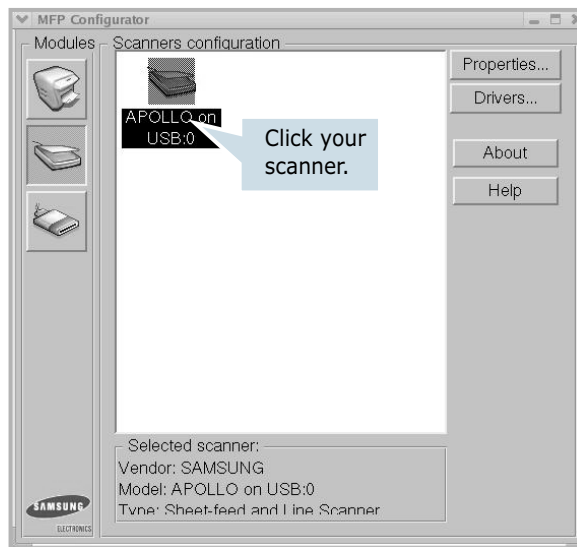 MFP Configurator
Modules
Scanners configuration
APOLLO on
USB:0
Click your
scanner.
Properties...
Drivers...
About
Help
Selected scanner:
Vendor: SAMSUNG
Model: APOLLO on USB:0
Type: Sheet-feed and Line Scanner
SAMSUNG
ELECTRONICS